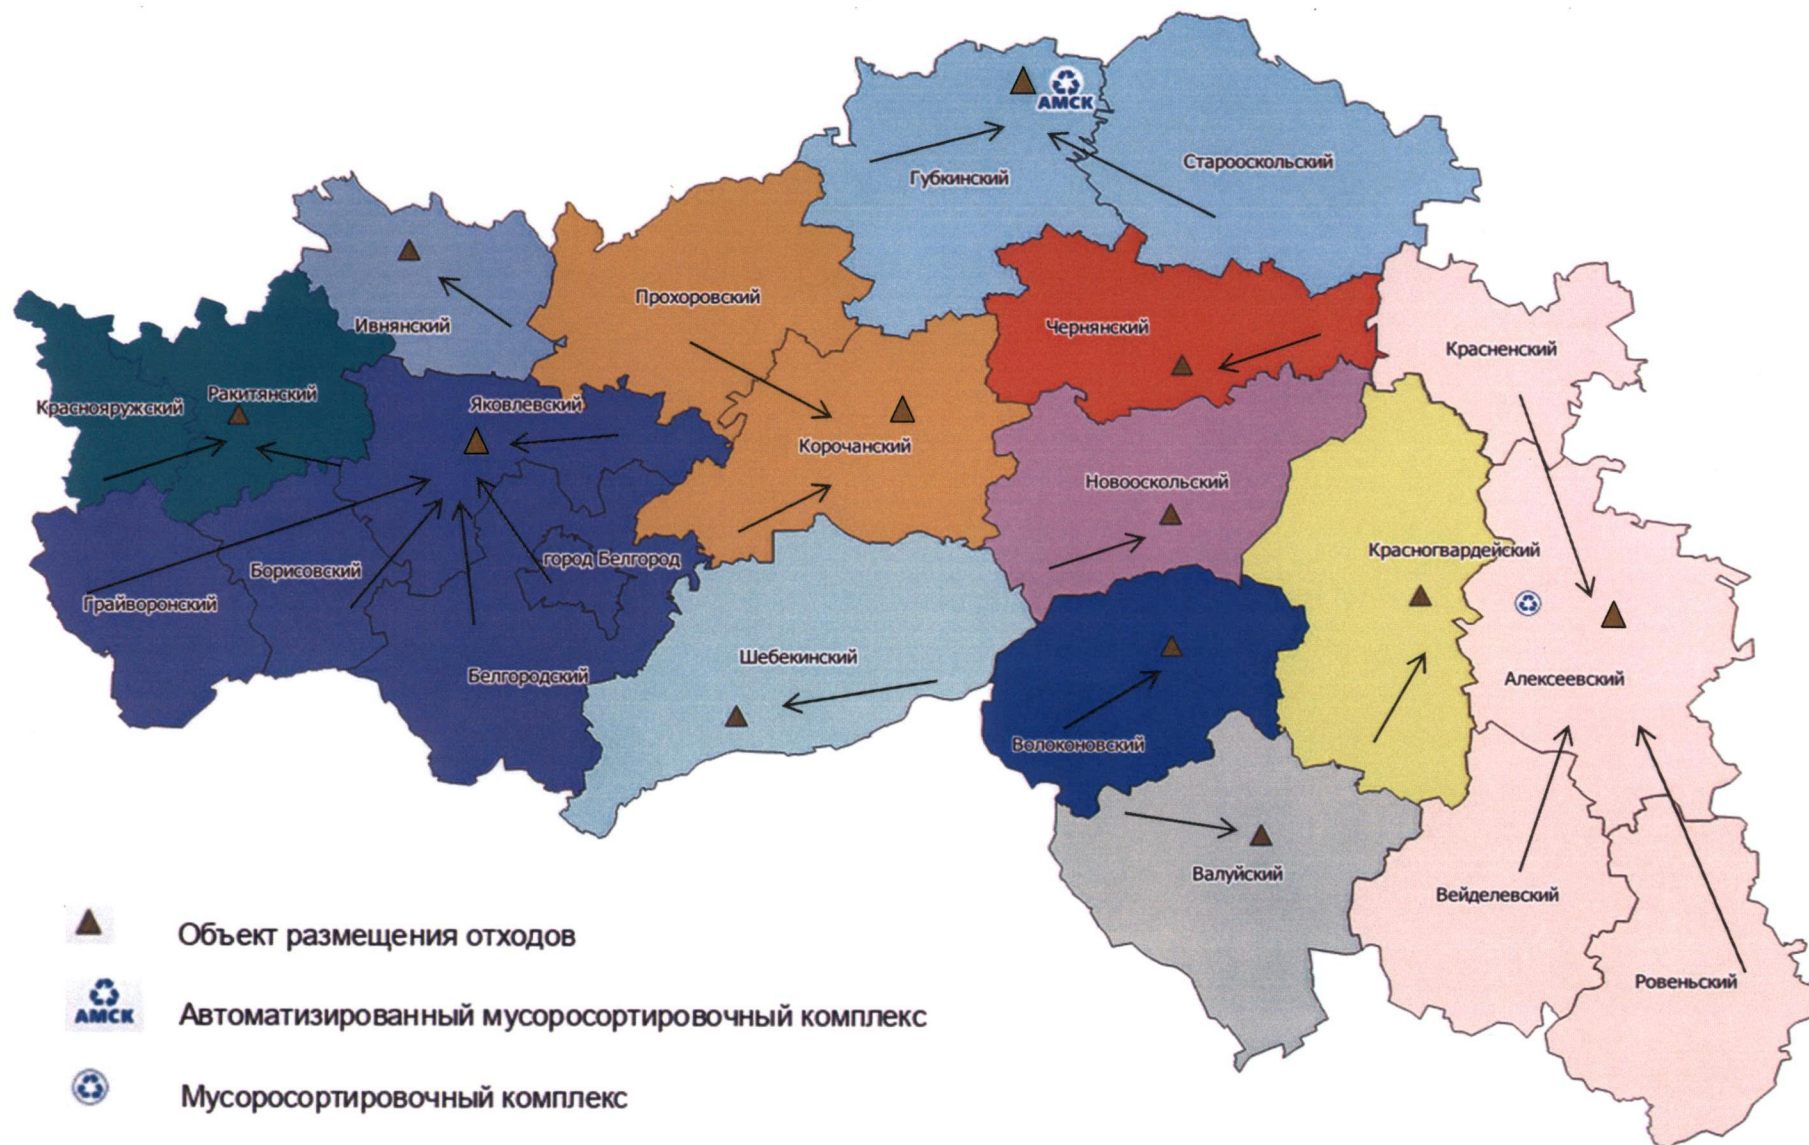 АМСК
Старооскольский
Губкинский
Прохоровский
Ивнянский
Чернянский
Красненский
Ракитянский
Краснояружский
Яковлевский
Корочанский
Новооскольский
Красногвардейский
город Белгород
Борисовский
Грайворонский
Шебекинский
Белгородский
Алексеевский
Волоконовский
Валуйский
Вейделевский
Ровеньский
Объект размещения отходов
АМСК
Автоматизированный мусоросортировочный комплекс
Мусоросортировочный комплекс